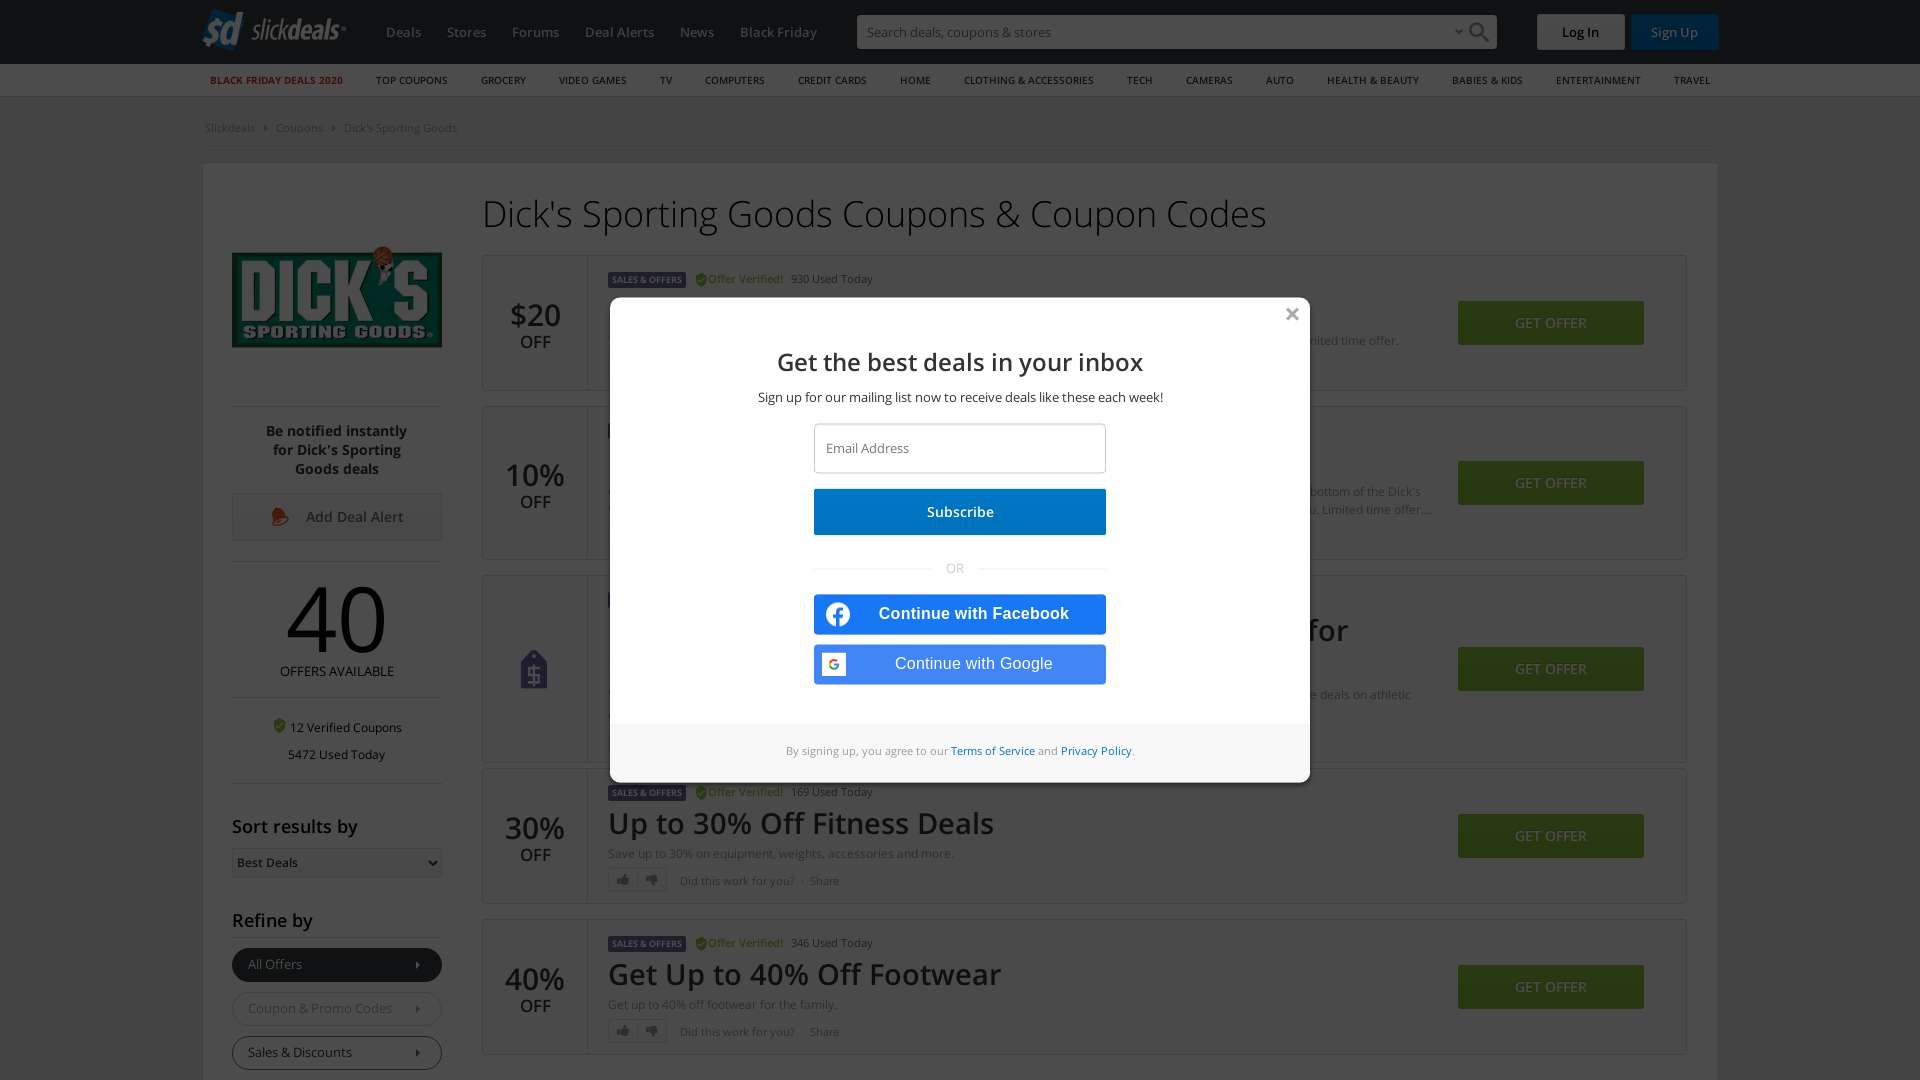 sd slickdeals
Deals
Stores
Forums
Deal Alerts
News
Black Friday
Search deals, coupons & stores
Log In
Sign Up
BLACK FRIDAY DEALS 2020
TOP COUPONS
GROCERY
VIDEO GAMES
TV
COMPUTERS
CREDIT CARDS
HOME
CLOTHING & ACCESSORIES
TECH
CAMERAS
AUTO
HEALTH & BEAUTY
BABIES & KIDS
ENTERTAINMENT
TRAVEL
Slickdeals
Coupons
Dick's Sporting Goods
DICK'S
SPORTING GOODS
Be notified instantly
for Dick's Sporting
Goods deals
Add Deal Alert
40
OFFERS AVAILABLE
12 Verified Coupons
5472 Used Today
Sort results by
Best Deals
Refine by
All Offers
Coupon & Promo Codes
Sales & Discounts
Dick's Sporting Goods Coupons & Coupon Codes
$20
OFF
SALES & OFFERS
Offer Verified!
930 Used Today
time offer.
GET OFFER
10%
OFF
bottom of the Dick's
Limited time offer....
GET OFFER
for
deals on athletic
GET OFFER
30%
OFF
SALES & OFFERS
Offer Verified!
169 Used Today
Up to 30% Off Fitness Deals
Save up to 30% on equipment, weights, accessories and more.
Did this work for you? · Share
GET OFFER
40%
OFF
SALES & OFFERS
Offer Verified!
346 Used Today
Get Up to 40% Off Footwear
Get up to 40% off footwear for the family.
Did this work for you? · Share
GET OFFER
Get the best deals in your inbox
Sign up for our mailing list now to receive deals like these each week!
Email Address
Subscribe
OR
Continue with Facebook
Continue with Google
By signing up, you agree to our Terms of Service and Privacy Policy.